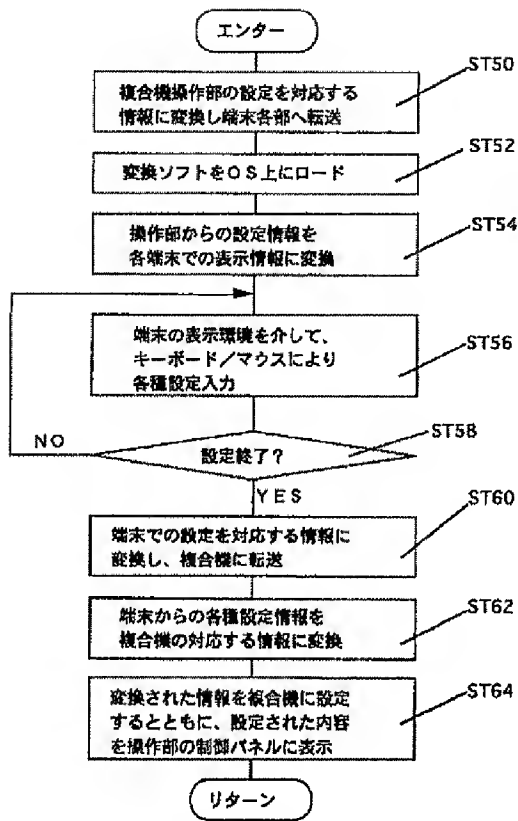 エンター
ST50
複合機操作部の設定を対応する
情報に変換し端末各部へ転送
ST52
変換ソフトをOS上にロード
ST54
操作部からの設定情報を
各端末での表示情報に変換
端末の表示環境を介して、
キーボード／マウスにより
各種設定入力
ST56
NO
設定終了？
ST58
YES
ST60
端末での設定を対応する情報に
変換し、複合機に転送
ST62
端末からの各種設定情報を
複合機の対応する情報に変換
ST64
変換された情報を複合機に設定
するとともに、設定された内容
を操作部の制御パネルに表示
リターン